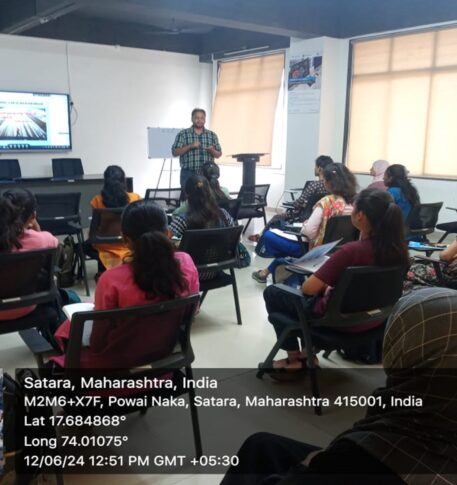 Satara, Maharashtra, India
M2M6+X7F, Powai Naka, Satara, Maharashtra 415001, India
Lat 17.684868°
Long 74.01075°
12/06/24 12:51 PM GMT +05:30